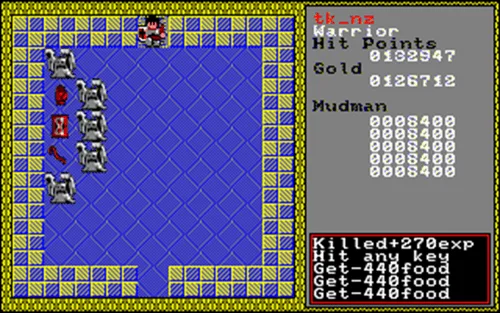 tk_nz
Warrior
Hit Points
0132947
Gold
0126712
Mudman
0008400
0008400
0008400
0008400
0008400
Killed+270exp
Hit any key
Get-440food
Get-440food
Get-440food